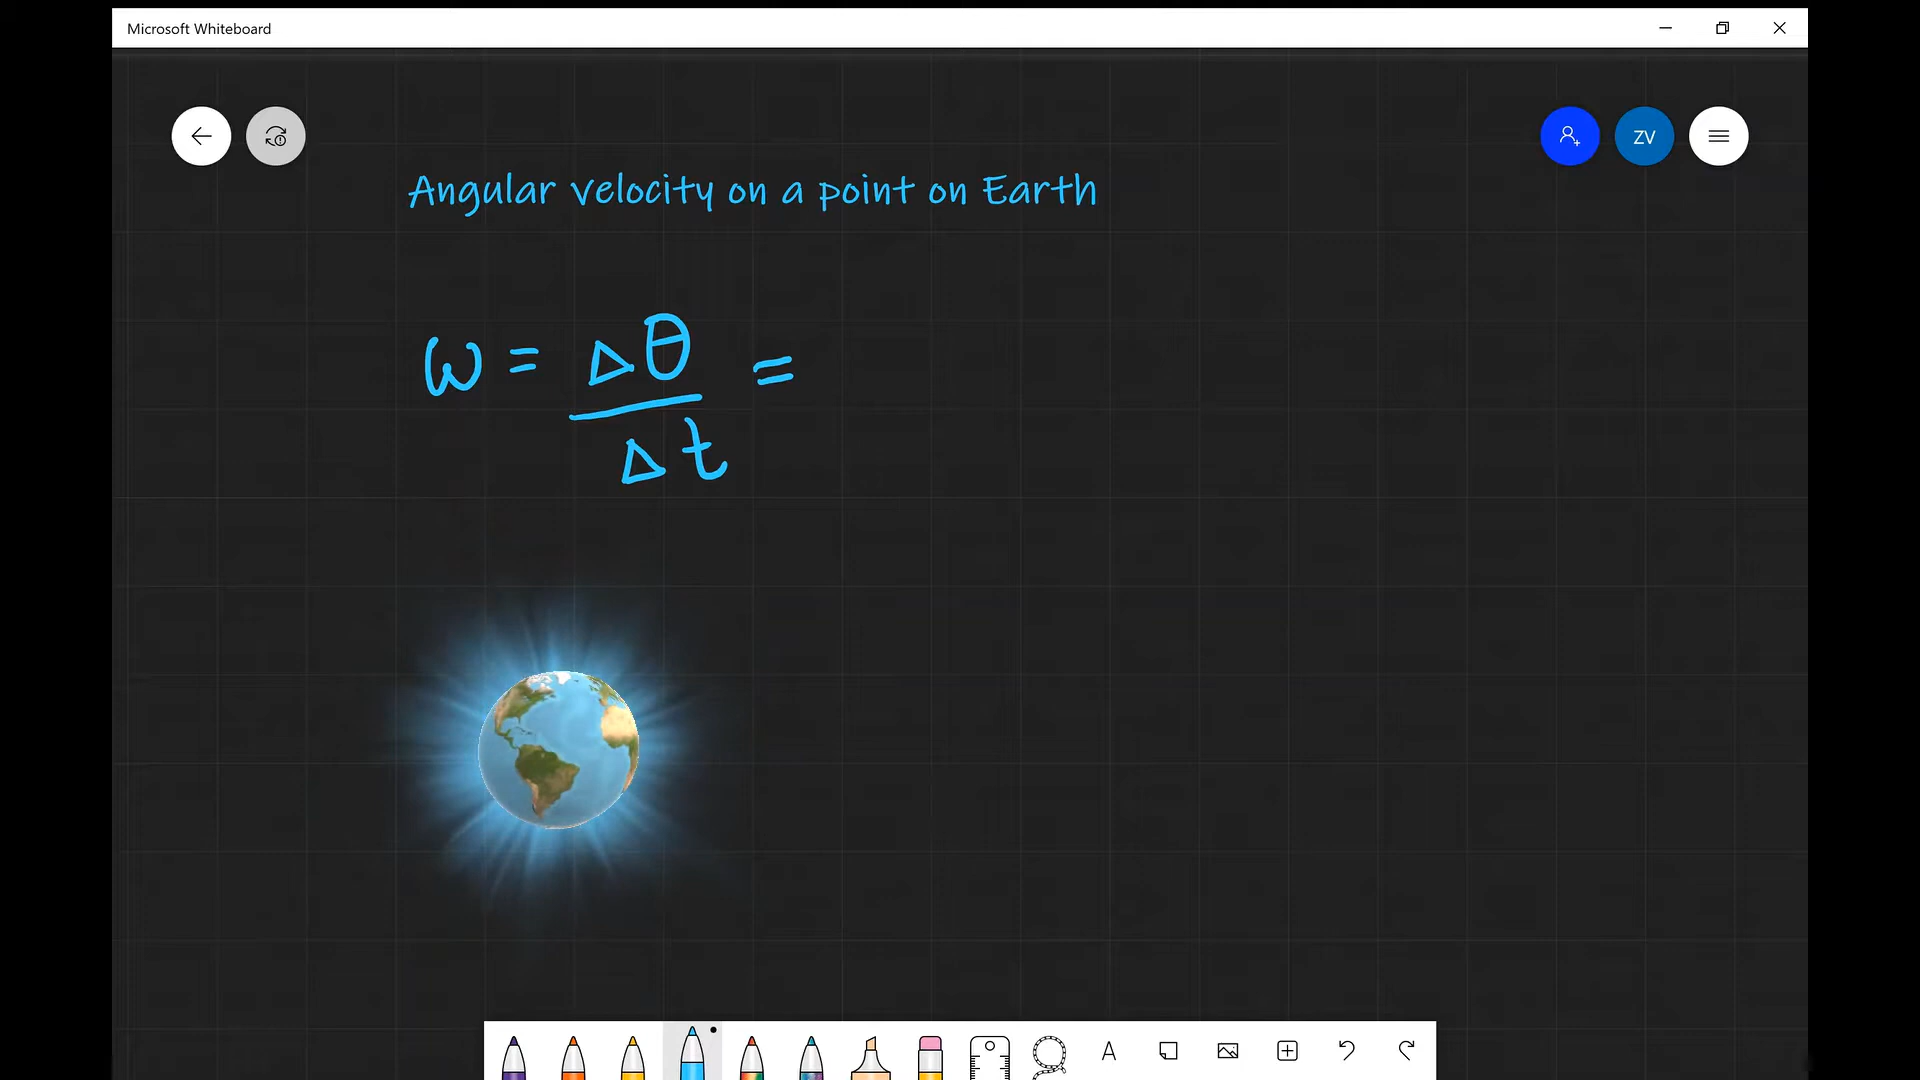 Microsoft Whiteboard
ZV
Angular velocity on a point on Earth
ω = Δθ / Δt =
A